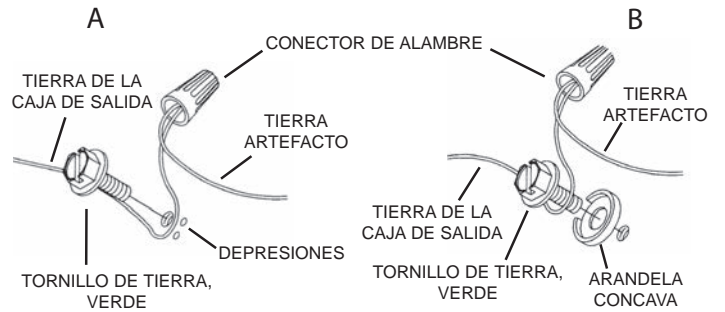 A
B
CONECTOR DE ALAMBRE
TIERRA DE LA
CAJA DE SALIDA
TIERRA
ARTEFACTO
DEPRESIONES
TORNILLO DE TIERRA,
VERDE
TIERRA
ARTEFACTO
TIERRA DE LA
CAJA DE SALIDA
TORNILLO DE TIERRA,
VERDE
ARANDELA
CONCAVA